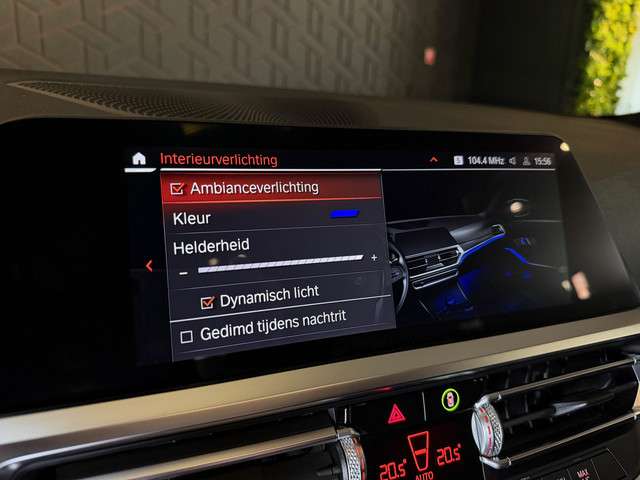 Interieurverlichting
S 104.4 MHz 15:56
Ambianceverlichting
Kleur
Helderheid
− +
Dynamisch licht
Gedimd tijdens nachtrit
20.5° AUTO 20.5°
MAX